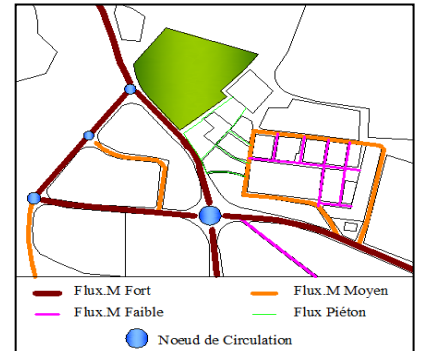 Flux.M Fort Flux.M Moyen
Flux.M Faible Flux Piéton
Noeud de Circulation